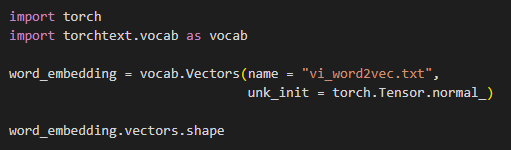 import torch
import torchtext.vocab as vocab
word_embedding = vocab.Vectors(name = "vi_word2vec.txt",
unk_init = torch.Tensor.normal_)
word_embedding.vectors.shape